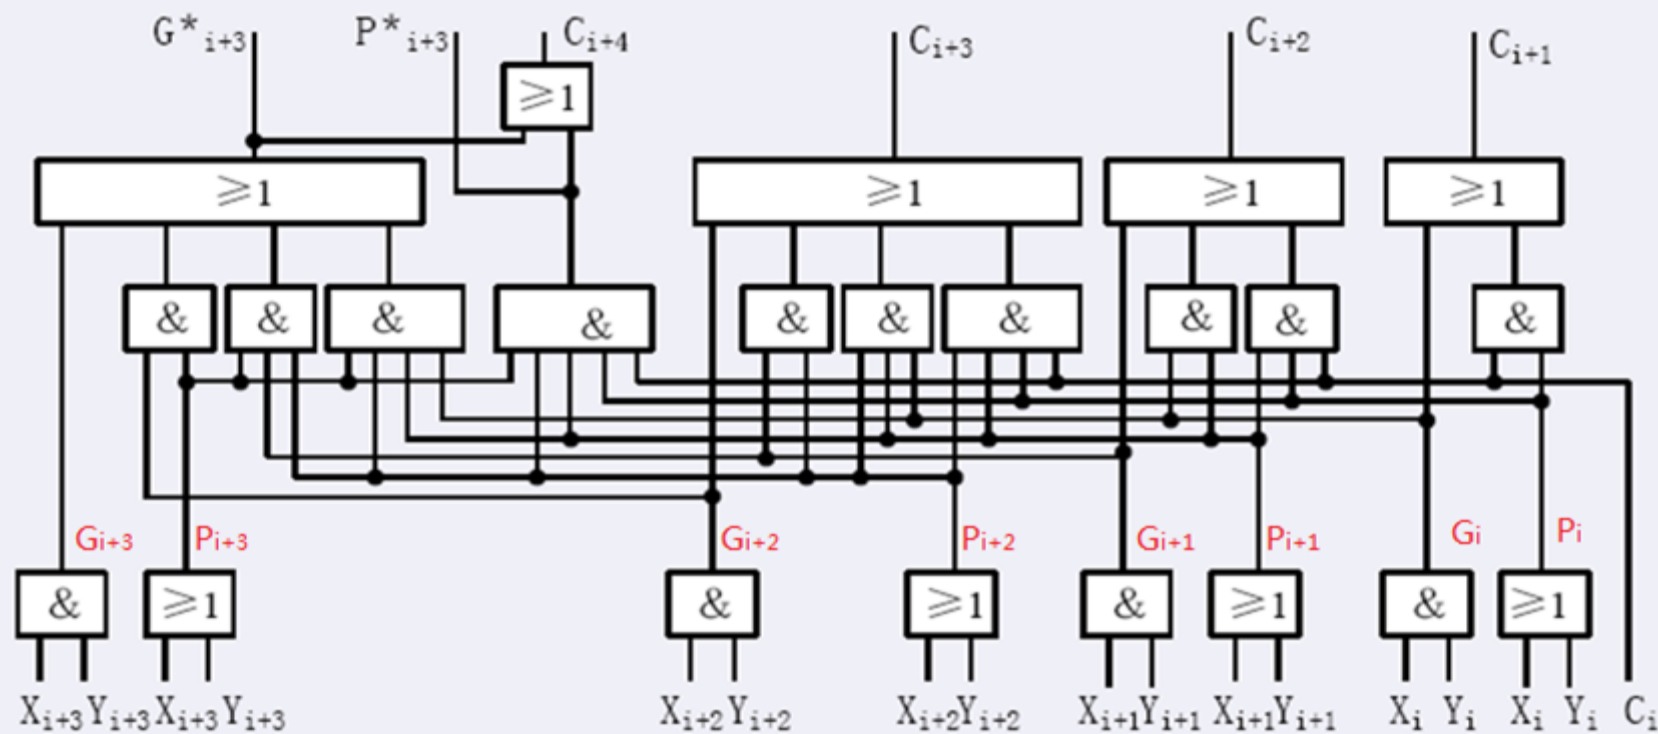 G*i+3 P*i+3 Ci+4 Ci+3 Ci+2 Ci+1
≥1
≥1 ≥1 ≥1 ≥1
& & & & & & & & & &
Gi+3 Pi+3 Gi+2 Pi+2 Gi+1 Pi+1 Gi Pi
& ≥1 & ≥1 & ≥1 & ≥1
Xi+3 Yi+3 Xi+3 Yi+3 Xi+2 Yi+2 Xi+2 Yi+2 Xi+1 Yi+1 Xi+1 Yi+1 Xi Yi Xi Yi Ci